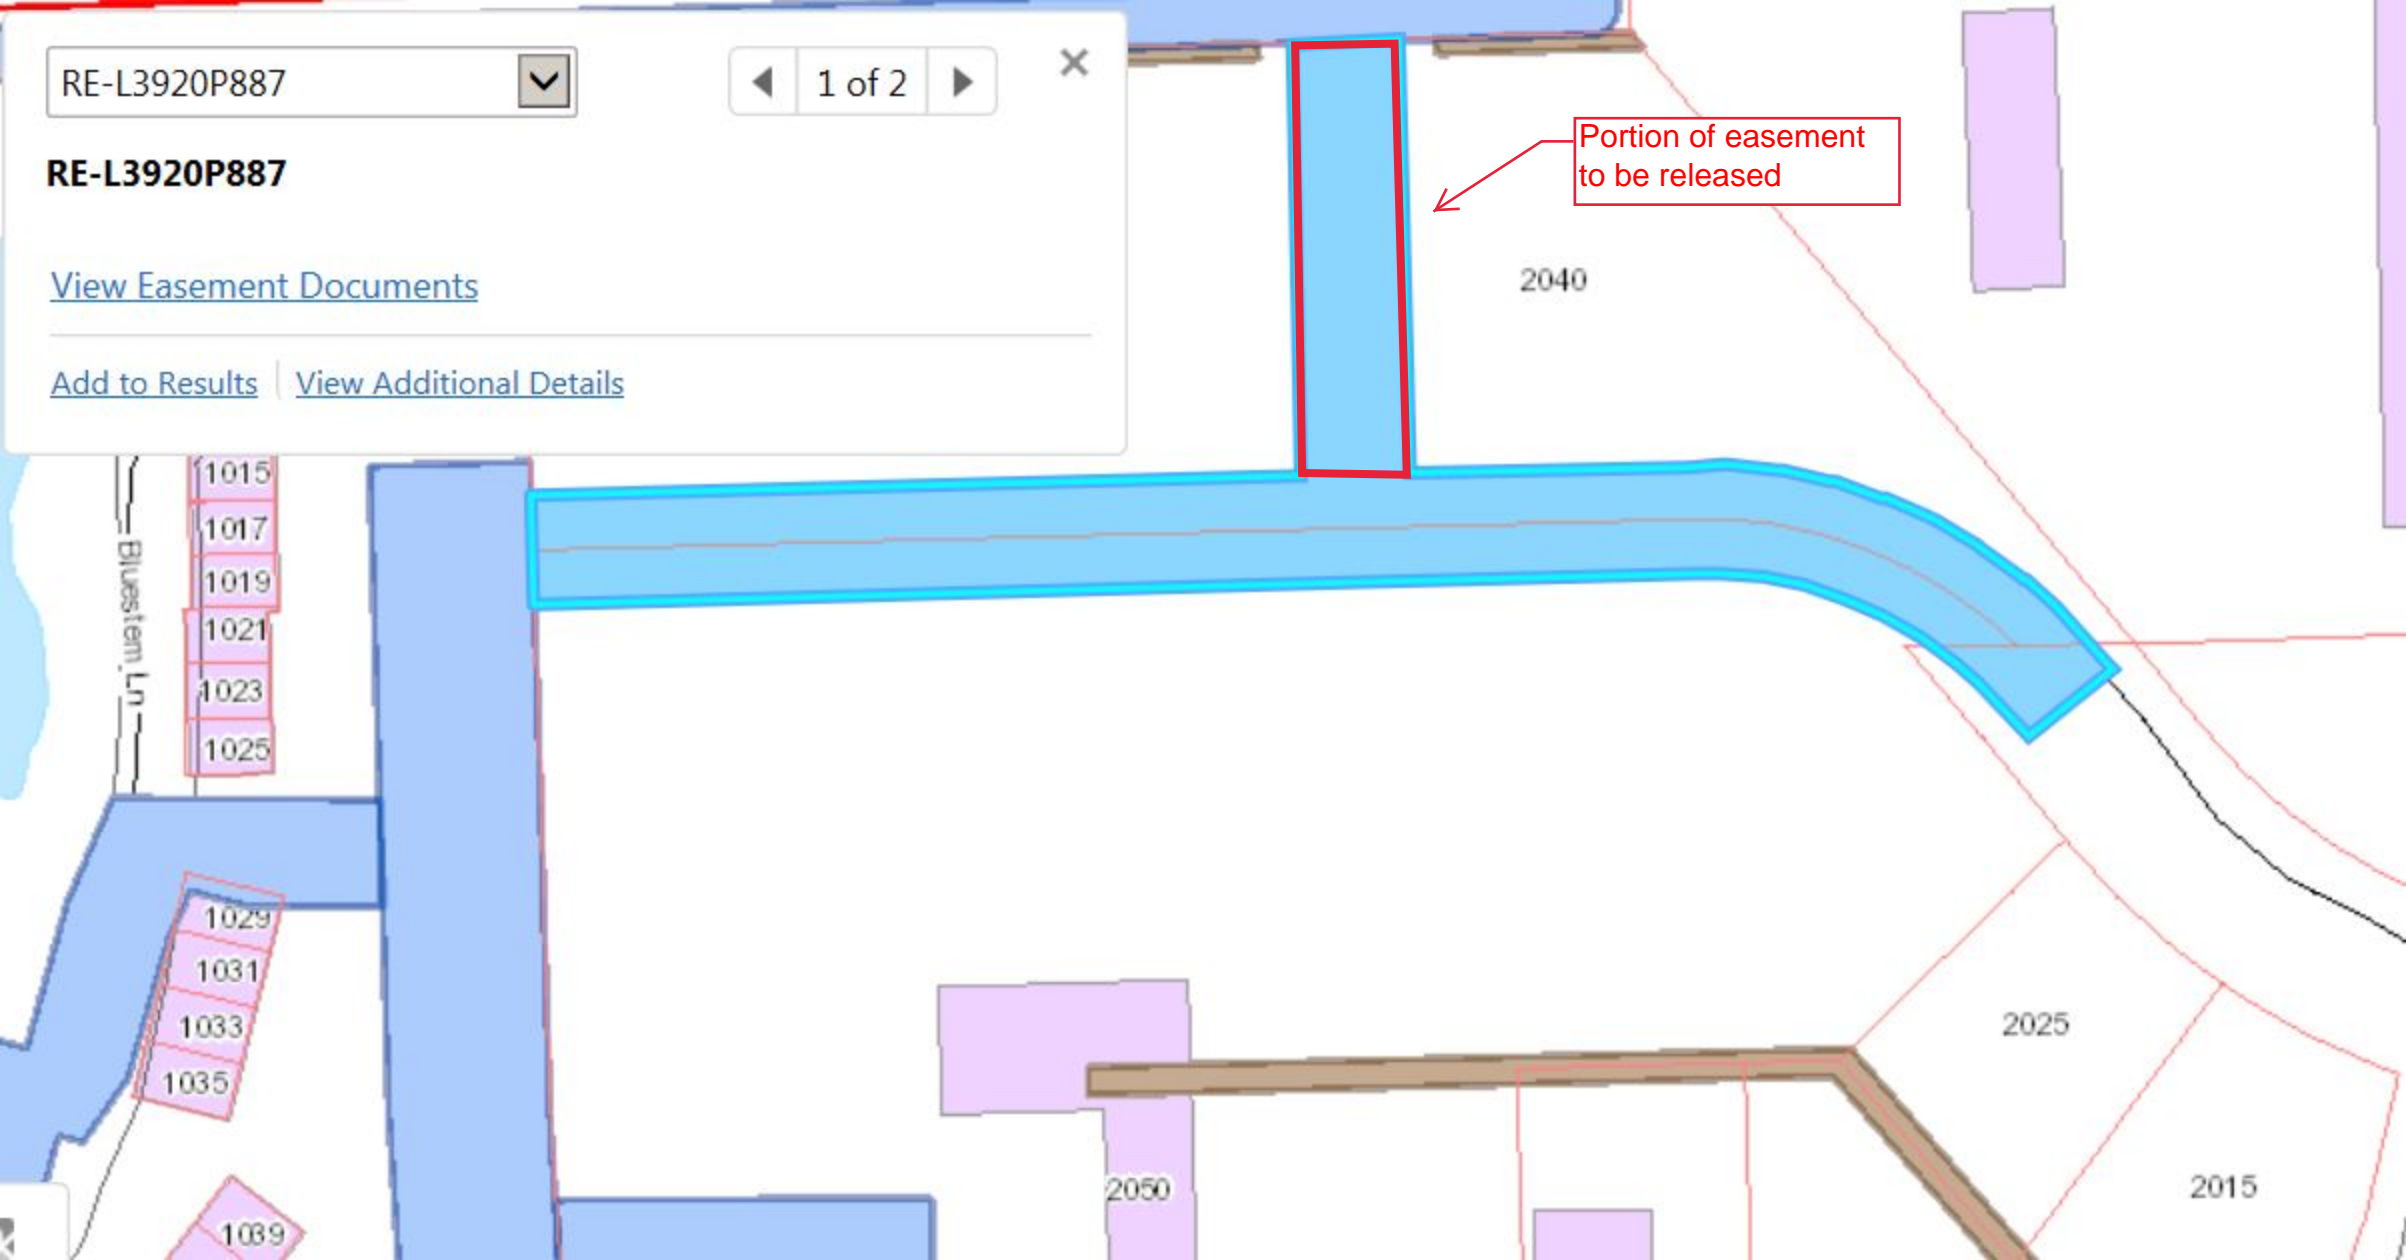 RE-L3920P887
1 of 2
RE-L3920P887
View Easement Documents
Add to Results
View Additional Details
Portion of easement
to be released
2040
1015
1017
1019
1021
1023
1025
Bluestem Ln
1029
1031
1033
1035
1039
2050
2025
2015